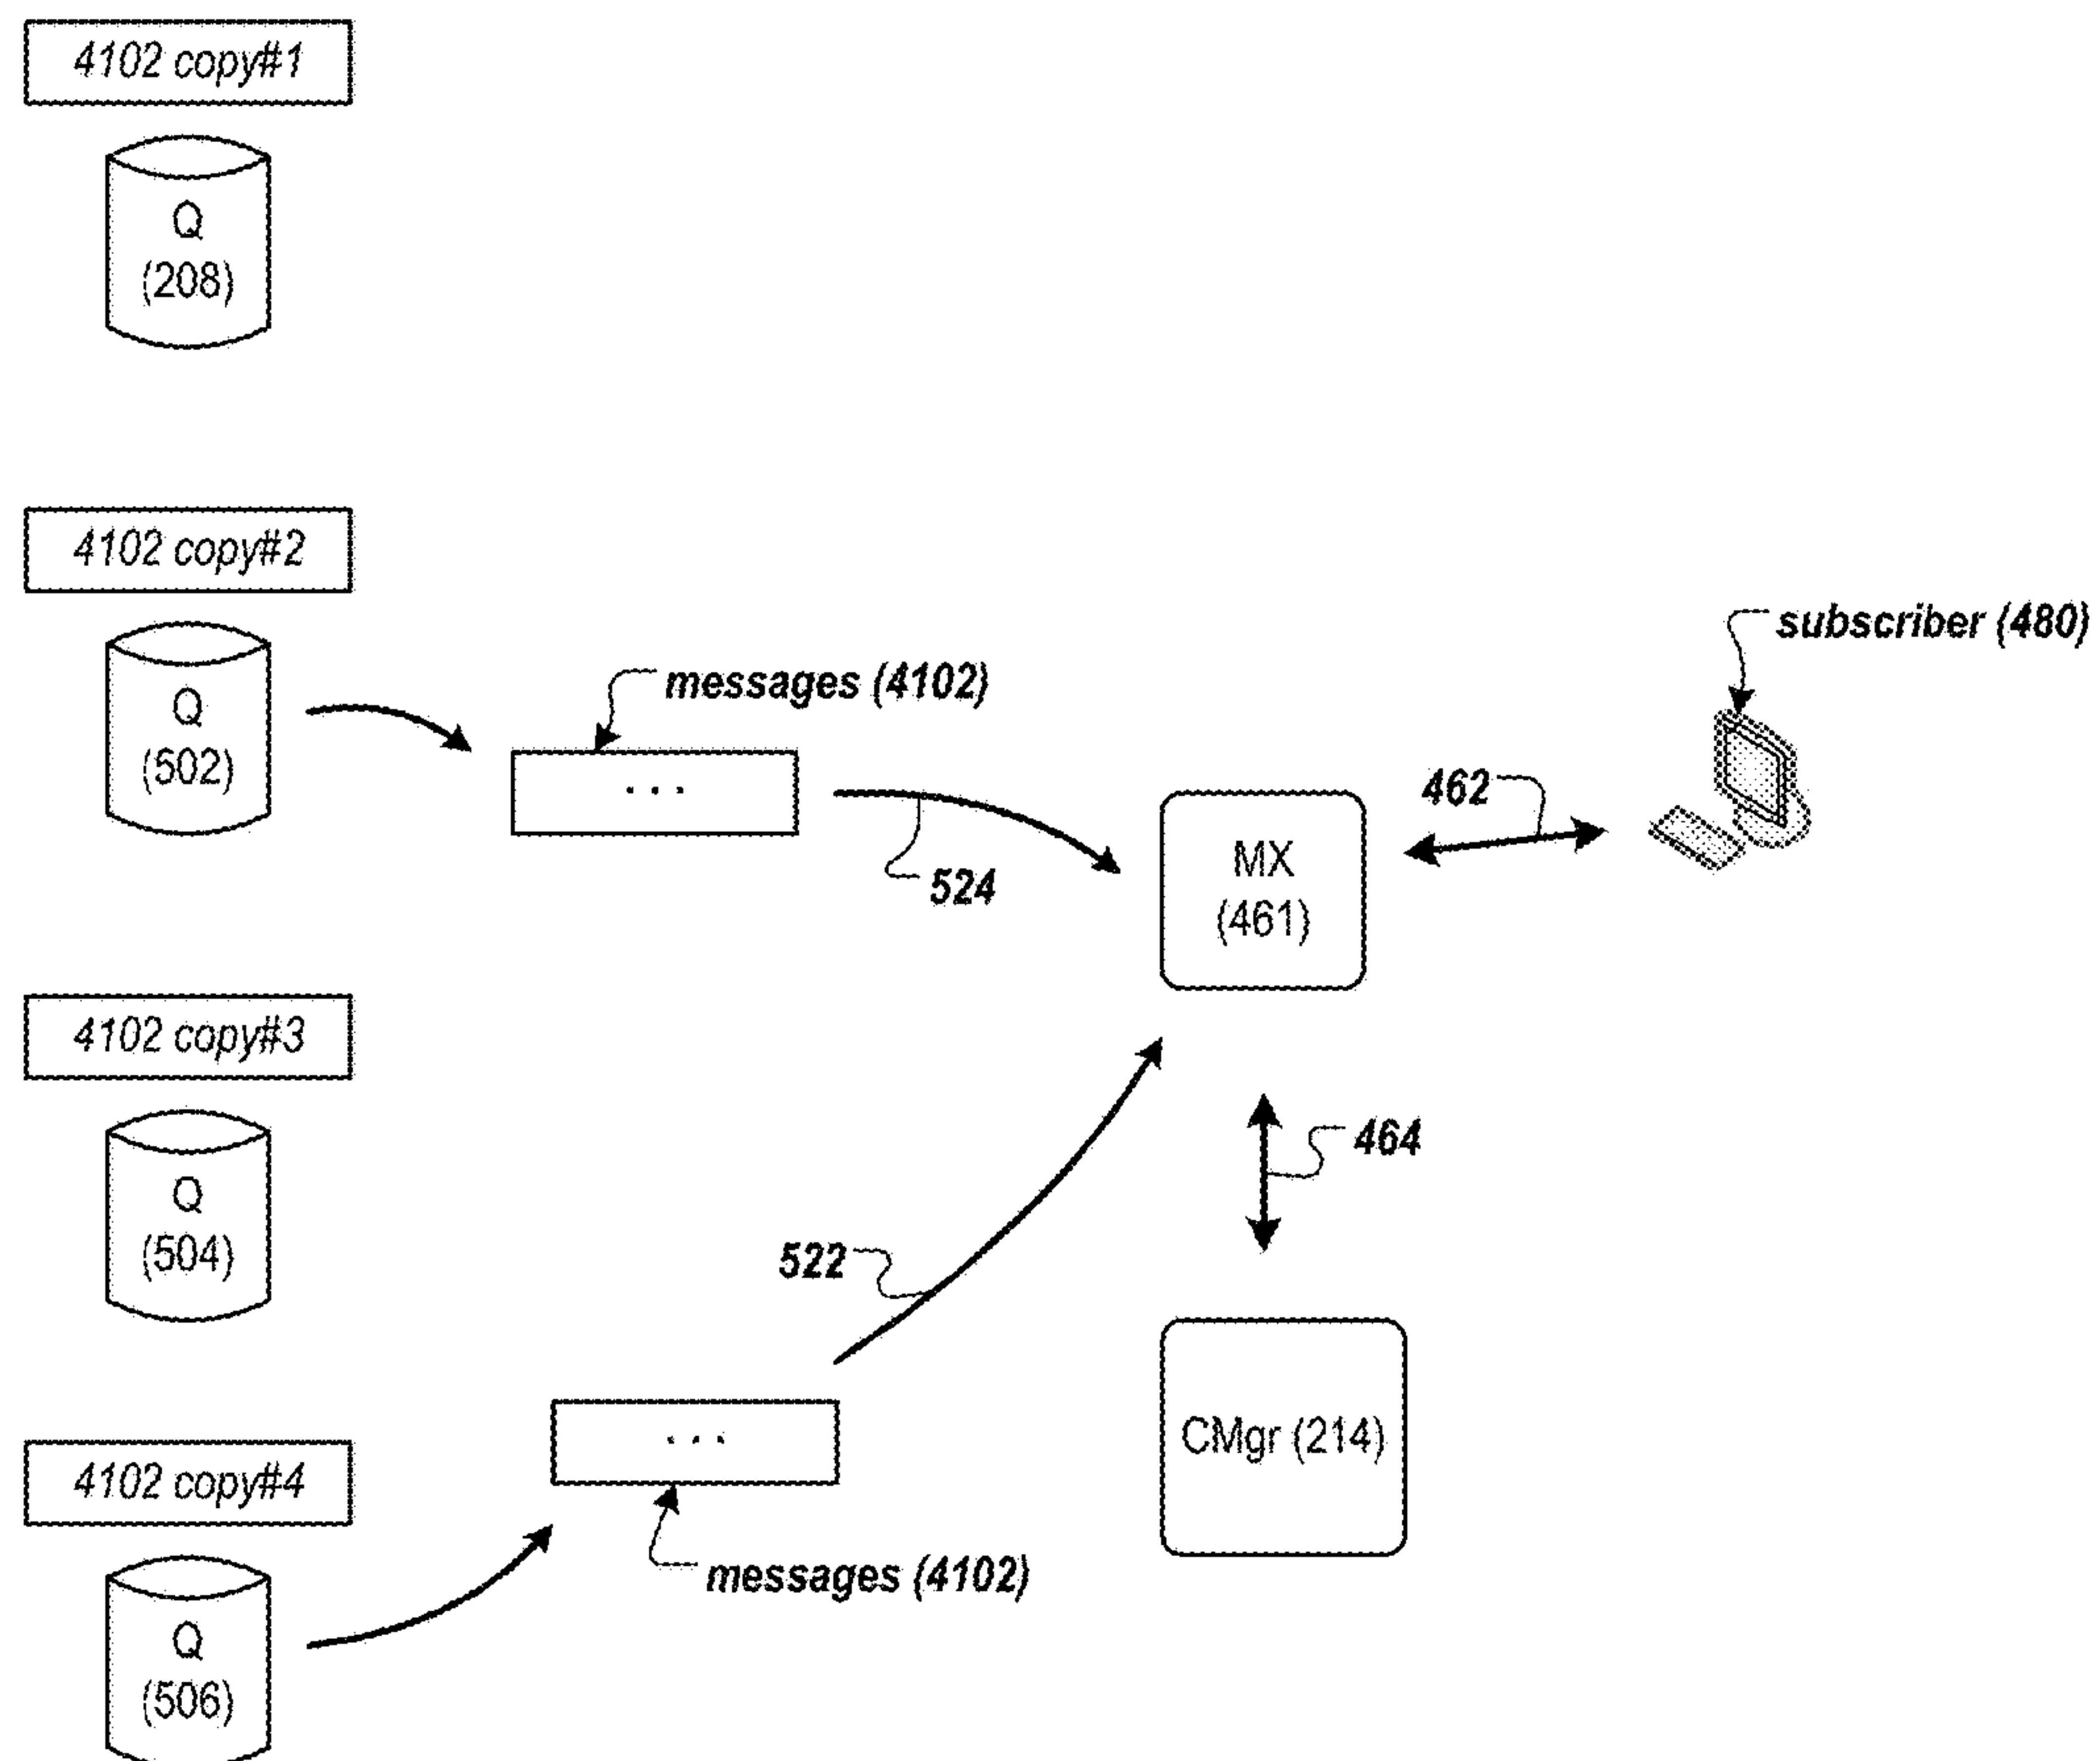 4102 copy#1
Q
(208)
4102 copy#2
Q
(502)
messages (4102)
. . .
524
MX
(461)
462
subscriber (480)
4102 copy#3
Q
(504)
464
522
CMgr (214)
. . .
messages (4102)
4102 copy#4
Q
(506)